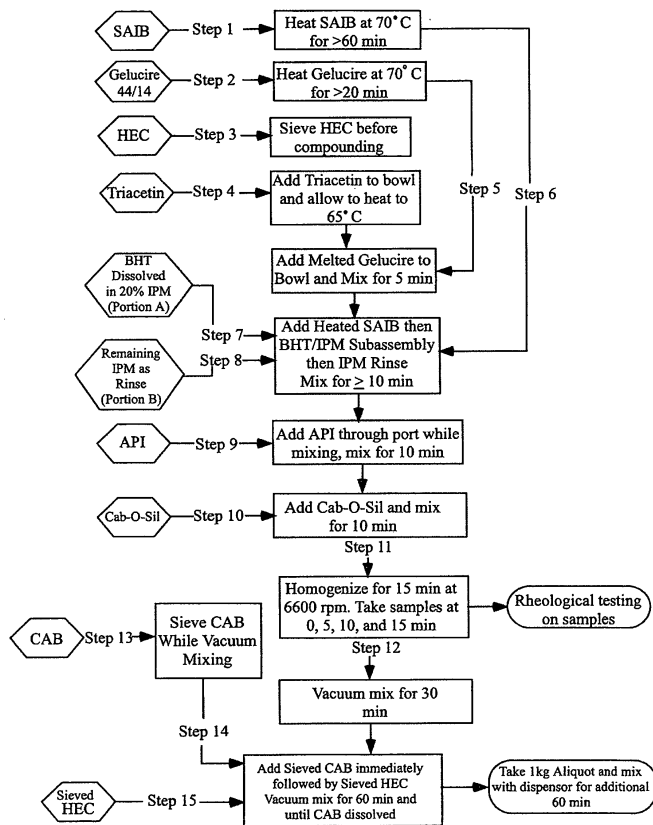 SAIB
Step 1
Heat SAIB at 70°C
for >60 min
Gelucire
44/14
Step 2
Heat Gelucire at 70°C
for >20 min
HEC
Step 3
Sieve HEC before
compounding
Triacetin
Step 4
Add Triacetin to bowl
and allow to heat to
65°C
Step 5
Step 6
Add Melted Gelucire to
Bowl and Mix for 5 min
BHT
Dissolved
in 20% IPM
(Portion A)
Step 7
Add Heated SAIB then
BHT/IPM Subassembly
then IPM Rinse
Mix for ≥ 10 min
Step 8
Remaining
IPM as
Rinse
(Portion B)
API
Step 9
Add API through port while
mixing, mix for 10 min
Cab-O-Sil
Step 10
Add Cab-O-Sil and mix
for 10 min
Step 11
Homogenize for 15 min at
6600 rpm. Take samples at
0, 5, 10, and 15 min
Rheological testing
on samples
CAB
Step 13
Sieve CAB
While Vacuum
Mixing
Step 12
Vacuum mix for 30
min
Step 14
Sieved
HEC
Step 15
Add Sieved CAB immediately
followed by Sieved HEC
Vacuum mix for 60 min and
until CAB dissolved
Take 1kg Aliquot and mix
with dispensor for additional
60 min